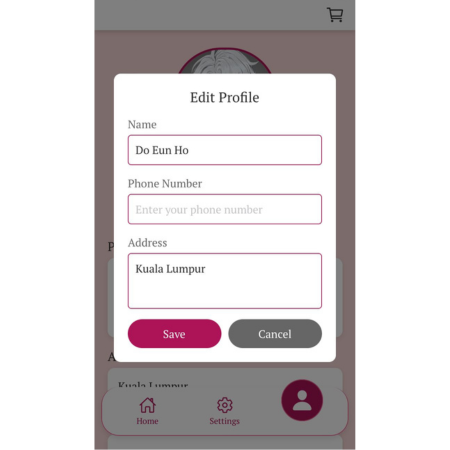 Edit Profile
Name
Do Eun Ho
Phone Number
Enter your phone number
Address
Kuala Lumpur
Save
Cancel
P
A
Kuala Lumpur
Home
Settings